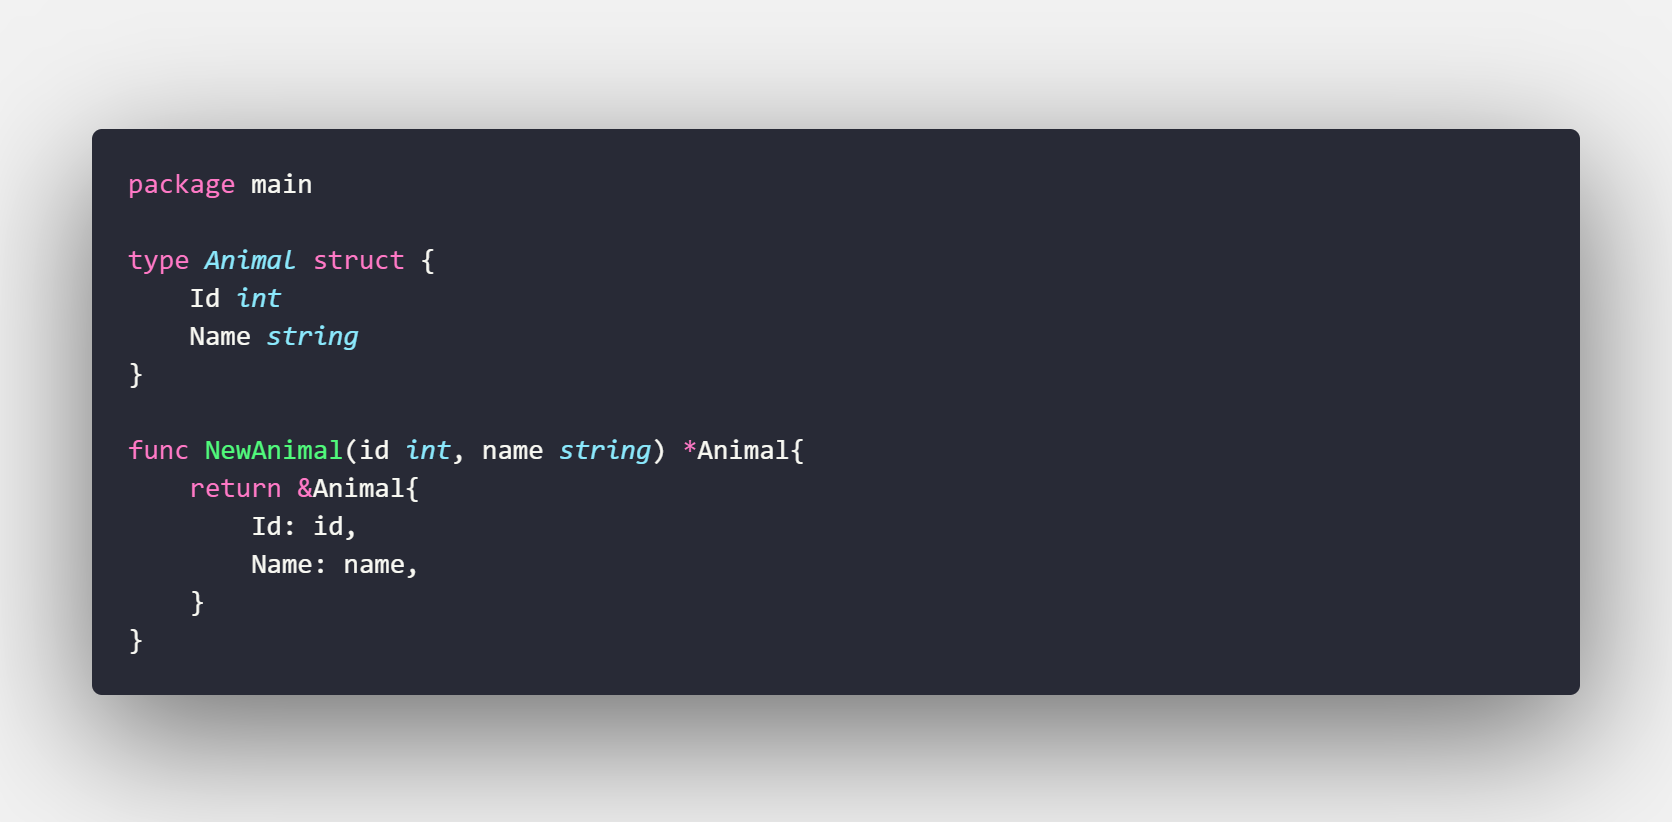 package main
type Animal struct {
    Id int
    Name string
}
func NewAnimal(id int, name string) *Animal{
    return &Animal{
        Id: id,
        Name: name,
    }
}